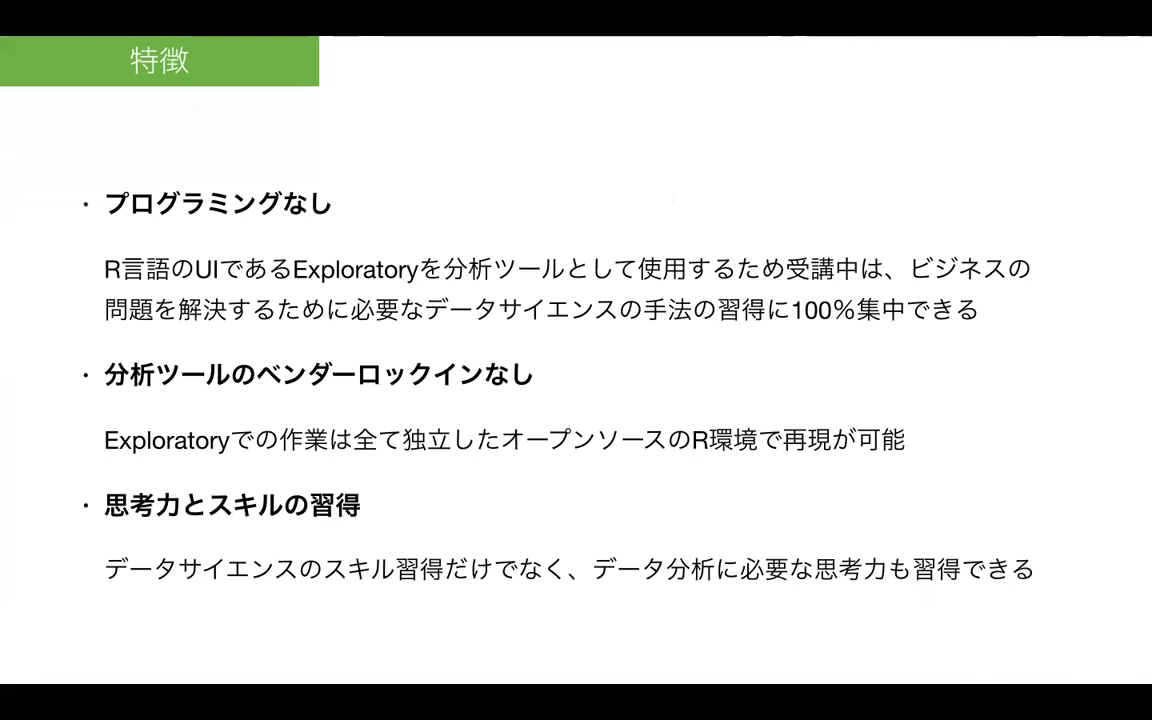 特徴
・ プログラミングなし
R言語のUIであるExploratoryを分析ツールとして使用するため受講中は、ビジネスの
問題を解決するために必要なデータサイエンスの手法の習得に100%集中できる
・ 分析ツールのベンダーロックインなし
Exploratoryでの作業は全て独立したオープンソースのR環境で再現が可能
・ 思考力とスキルの習得
データサイエンスのスキル習得だけでなく、データ分析に必要な思考力も習得できる